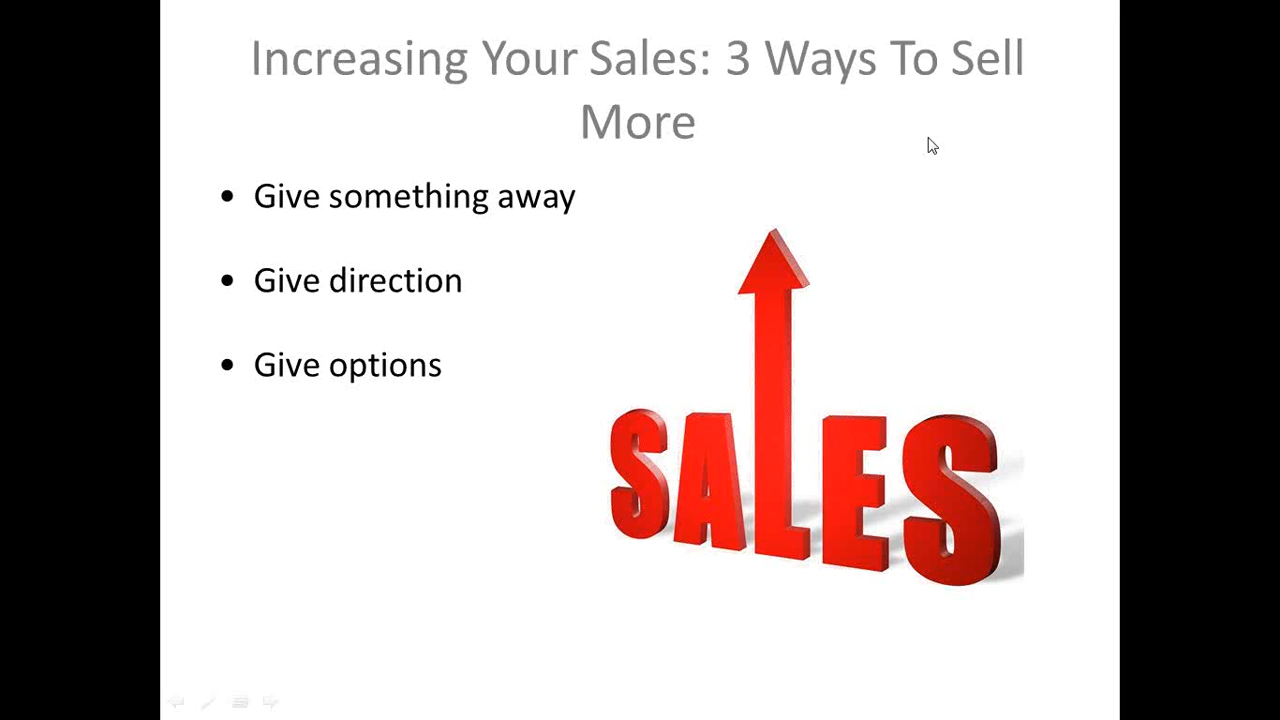 Increasing Your Sales: 3 Ways To Sell
More
• Give something away
• Give direction
• Give options
SALES